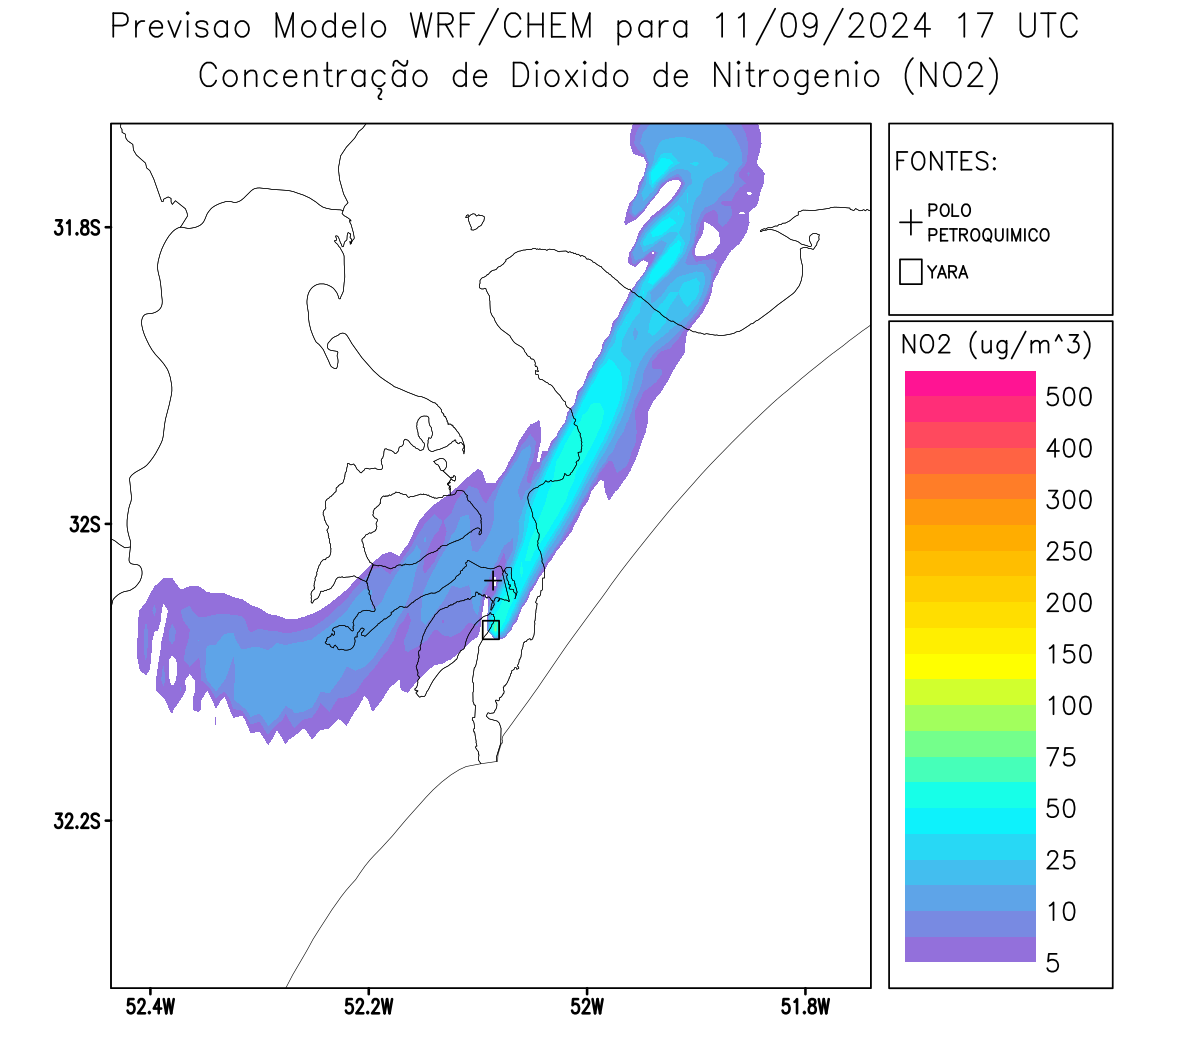 Previsao Modelo WRF/CHEM para 11/09/2024 17 UTC
Concentração de Dioxido de Nitrogenio (NO2)
FONTES:
POLO
PETROQUIMICO
YARA
NO2 (ug/m^3)
500
400
300
250
200
150
100
75
50
25
10
5
31.8S
32S
32.2S
52.4W
52.2W
52W
51.8W